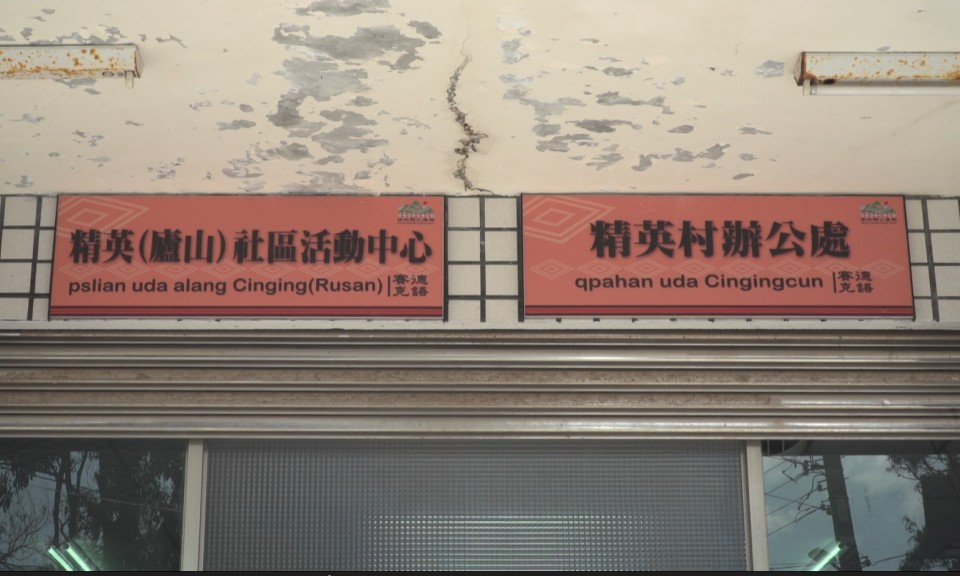 精英(廬山)社區活動中心
pslian uda alang Cinging(Rusan)|賽德克語
精英村辦公處
qpahan uda Cingingcun|賽德克語